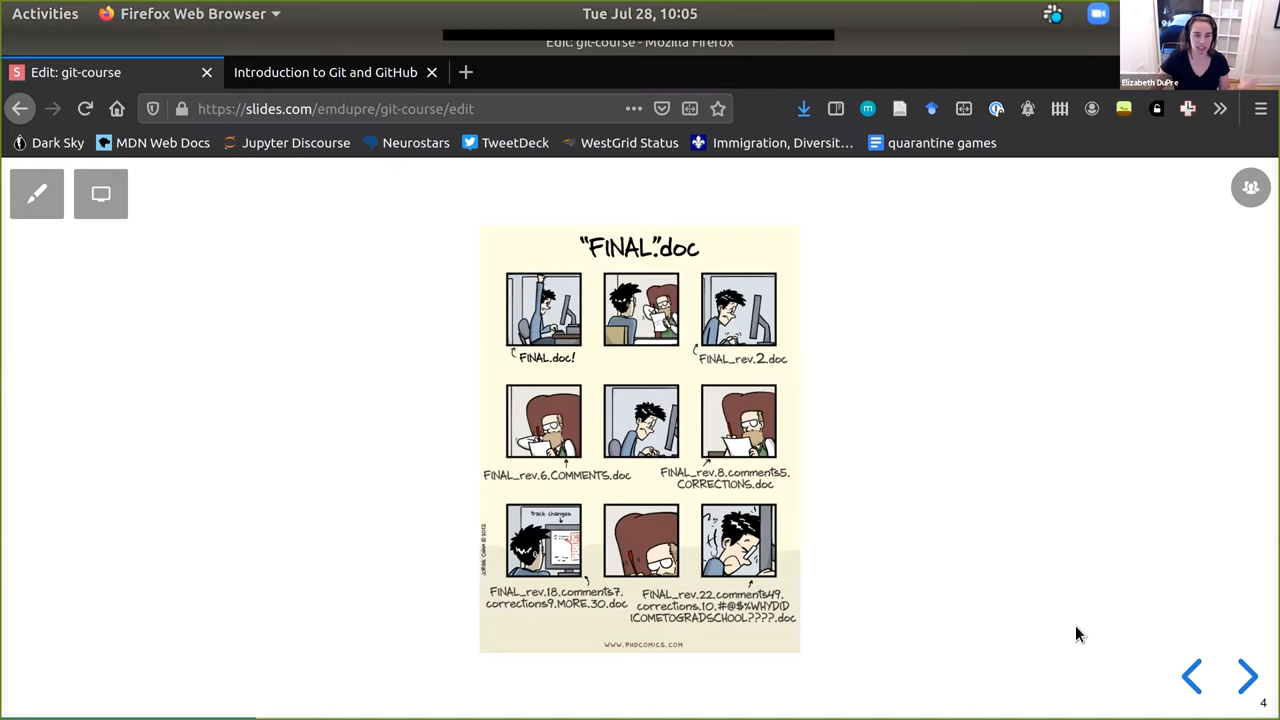 Activities
Firefox Web Browser
Tue Jul 28, 10:05
Edit: git-course - Mozilla Firefox
Elizabeth DuPre
S
Edit: git-course
Introduction to Git and GitHub
https://slides.com/emdupre/git-course/edit
Dark Sky
MDN Web Docs
Jupyter Discourse
Neurostars
TweetDeck
WestGrid Status
Immigration, Diversit…
quarantine games
"FINAL".doc
FINAL.doc!
FINAL_rev.2.doc
FINAL_rev.6.COMMENTS.doc
FINAL_rev.8.comments5.
CORRECTIONS.doc
JORGE CHAM © 2012
Track changes
FINAL_rev.18.comments7.
corrections9.MORE.30.doc
FINAL_rev.22.comments49.
corrections.10.#@$%WHYDID
ICOMETOGRADSCHOOL????.doc
WWW.PHDCOMICS.COM
4